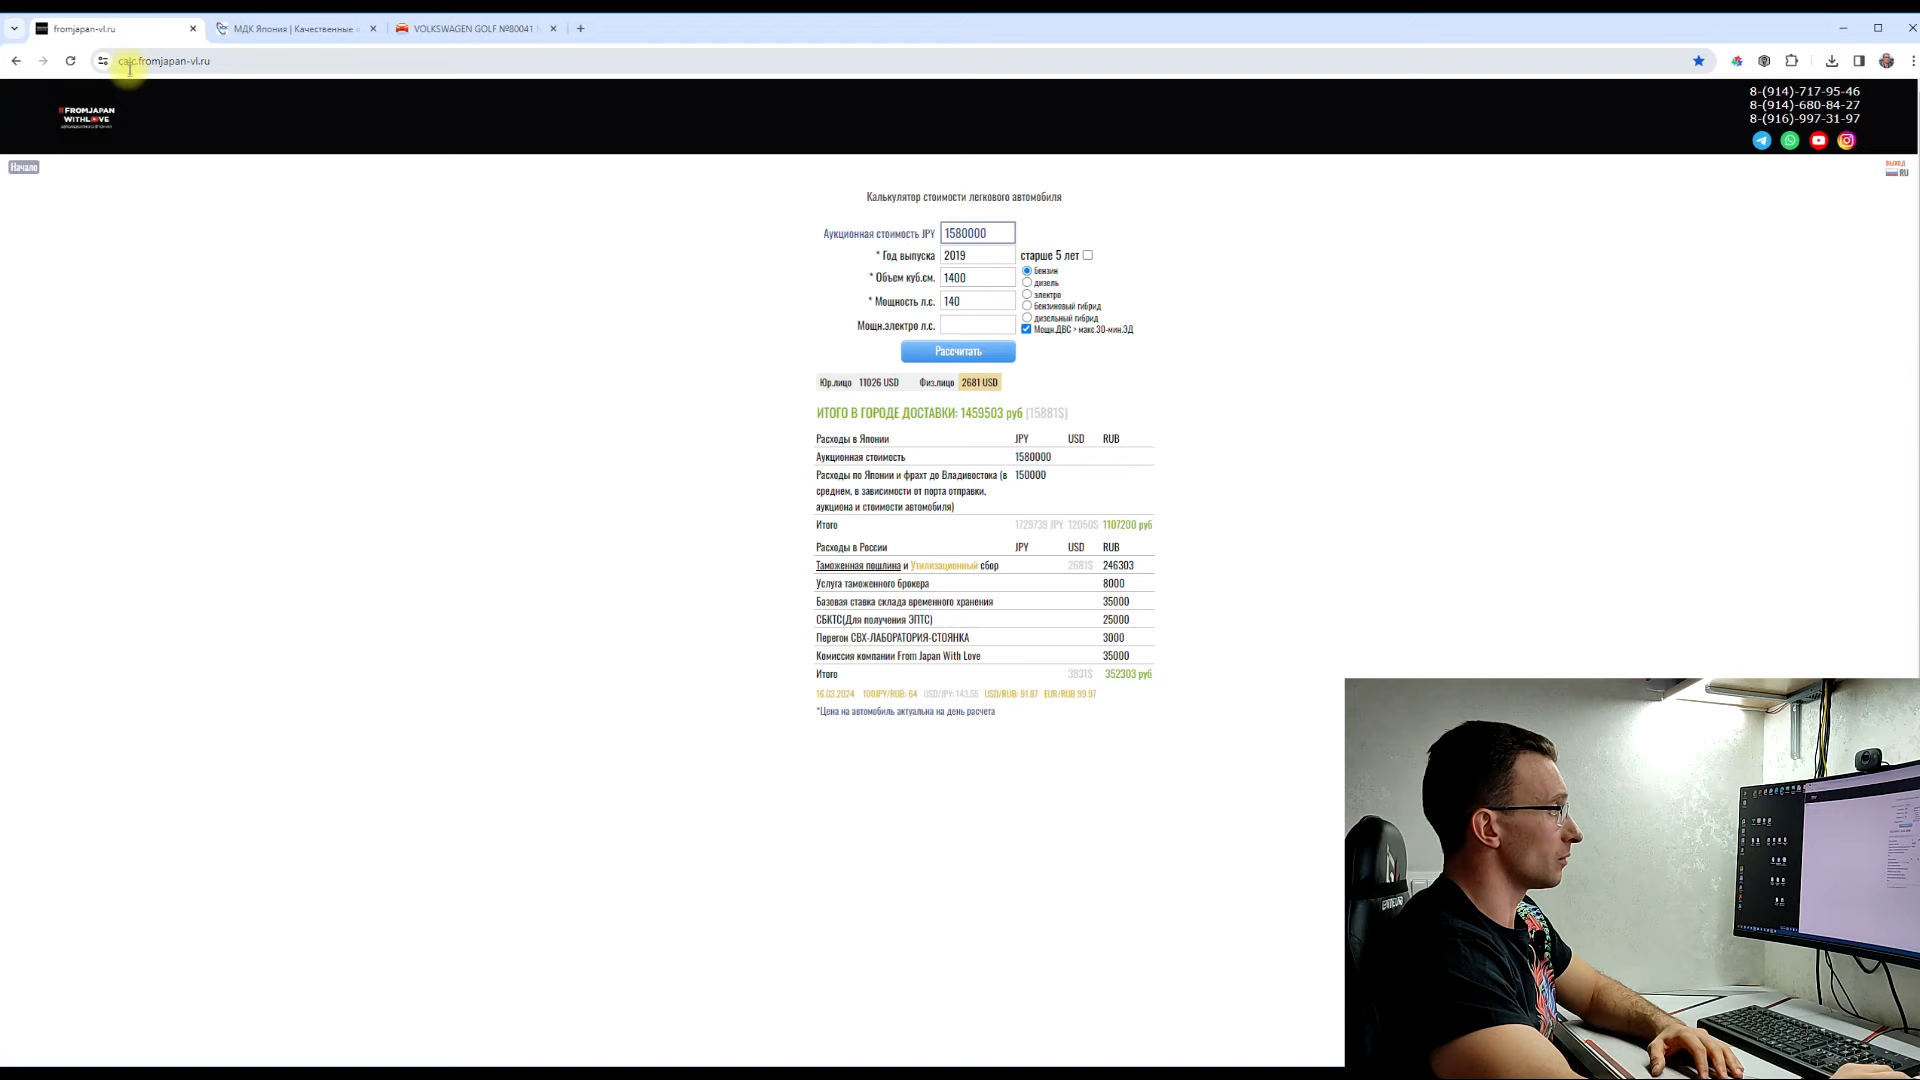 fromjapan-vl.ru
МДК Япония | Качественные
VOLKSWAGEN GOLF №80041
calc.fromjapan-vl.ru
FROMJAPAN
WITHLOVE
8-(914)-717-95-46
8-(914)-680-84-27
8-(916)-997-31-97
Начало
ВЫХОД
RU
Калькулятор стоимости легкового автомобиля
Аукционная стоимость JPY 1580000
* Год выпуска 2019 старше 5 лет
* Объем куб.см. 1400 бензин
дизель
электро
* Мощность л.с. 140
Бензиновый гибрид
дизельный гибрид
Мощн.электро л.с. Мощн.ДВС > макс.30-мин.ЭД
Рассчитать
Юр.лицо 11026 USD Физ.лицо 2681 USD
ИТОГО В ГОРОДЕ ДОСТАВКИ: 1459503 руб (15881$)
Расходы в Японии JPY USD RUB
Аукционная стоимость 1580000
Расходы по Японии и фрахт до Владивостока (в 150000
среднем, в зависимости от порта отправки,
аукциона и стоимости автомобиля)
Итого 1729739 JPY 12050$ 1107200 руб
Расходы в России JPY USD RUB
Таможенная пошлина и Утилизационный сбор 2681$ 246303
Услуга таможенного брокера 8000
Базовая ставка склада временного хранения 35000
СБКТС(Для получения ЭПТС) 25000
Перегон СВХ-ЛАБОРАТОРИЯ-СТОЯНКА 3000
Комиссия компании From Japan With Love 35000
Итого 3831$ 352303 руб
16.03.2024 100JPY/RUB: 64 USD/JPY: 143.55 USD/RUB: 91.87 EUR/RUB 99.97
*Цена на автомобиль актуальна на день расчета